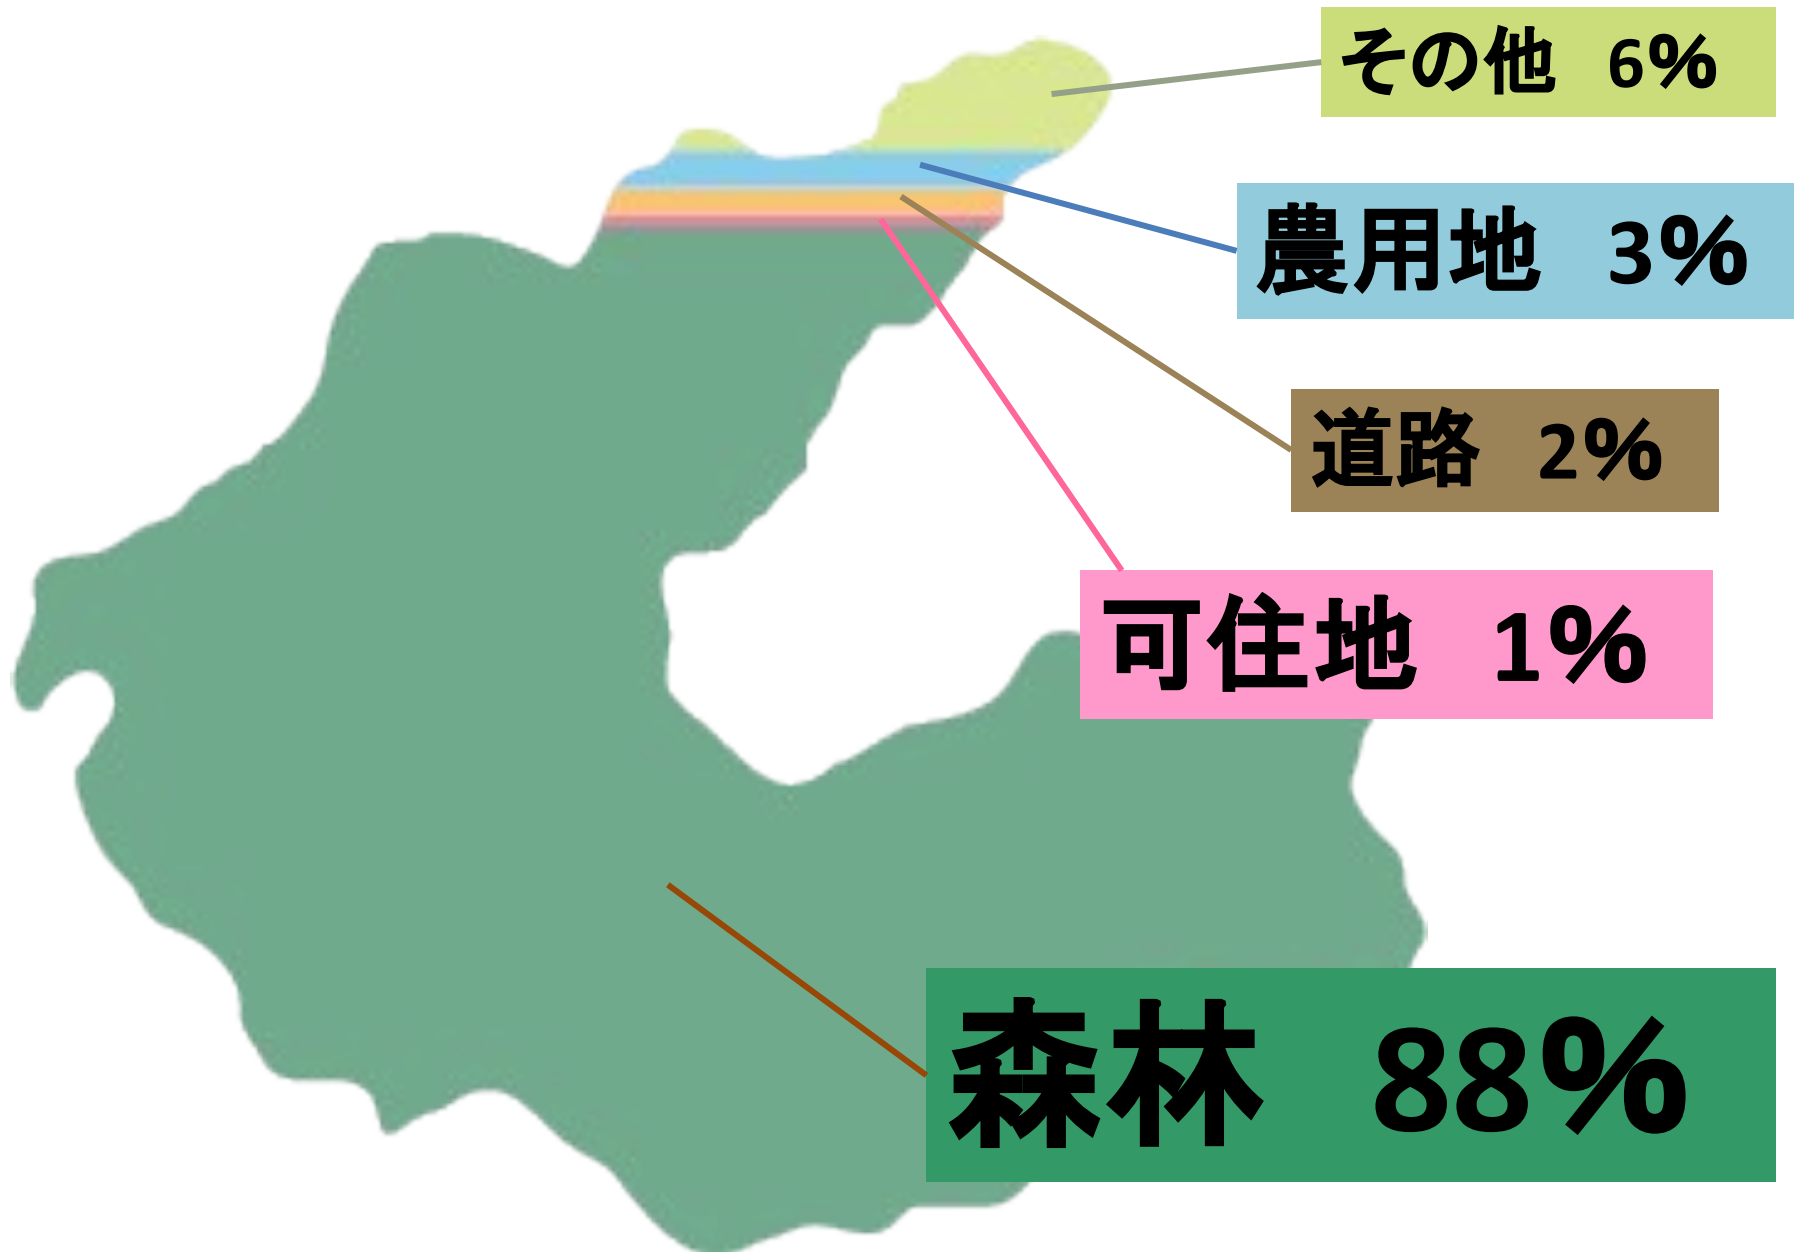 その他 6%
農用地 3%
道路 2%
可住地 1%
森林 88%